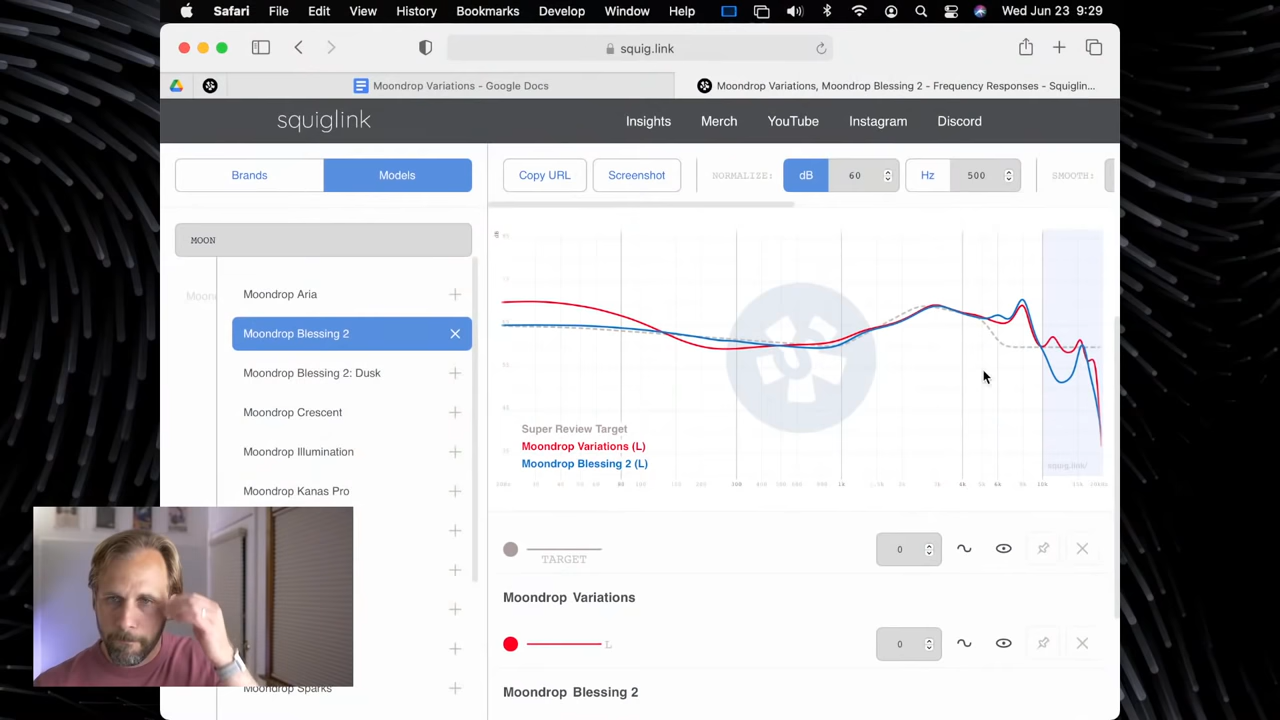 Safari File Edit View History Bookmarks Develop Window Help Wed Jun 23 9:29
squig.link
Moondrop Variations - Google Docs
Moondrop Variations, Moondrop Blessing 2 - Frequency Responses - Squiglin...
squiglink
Insights Merch YouTube Instagram Discord
Brands Models
Copy URL Screenshot NORMALIZE: dB 60 Hz 500 SMOOTH:
MOON
Moondrop Aria
Moondrop Blessing 2
Moondrop Blessing 2: Dusk
Moondrop Crescent
Moondrop Illumination
Moondrop Kanas Pro
Moondrop Sparks
Super Review Target
Moondrop Variations (L)
Moondrop Blessing 2 (L)
squig.link/
TARGET 0
Moondrop Variations
L 0
Moondrop Blessing 2